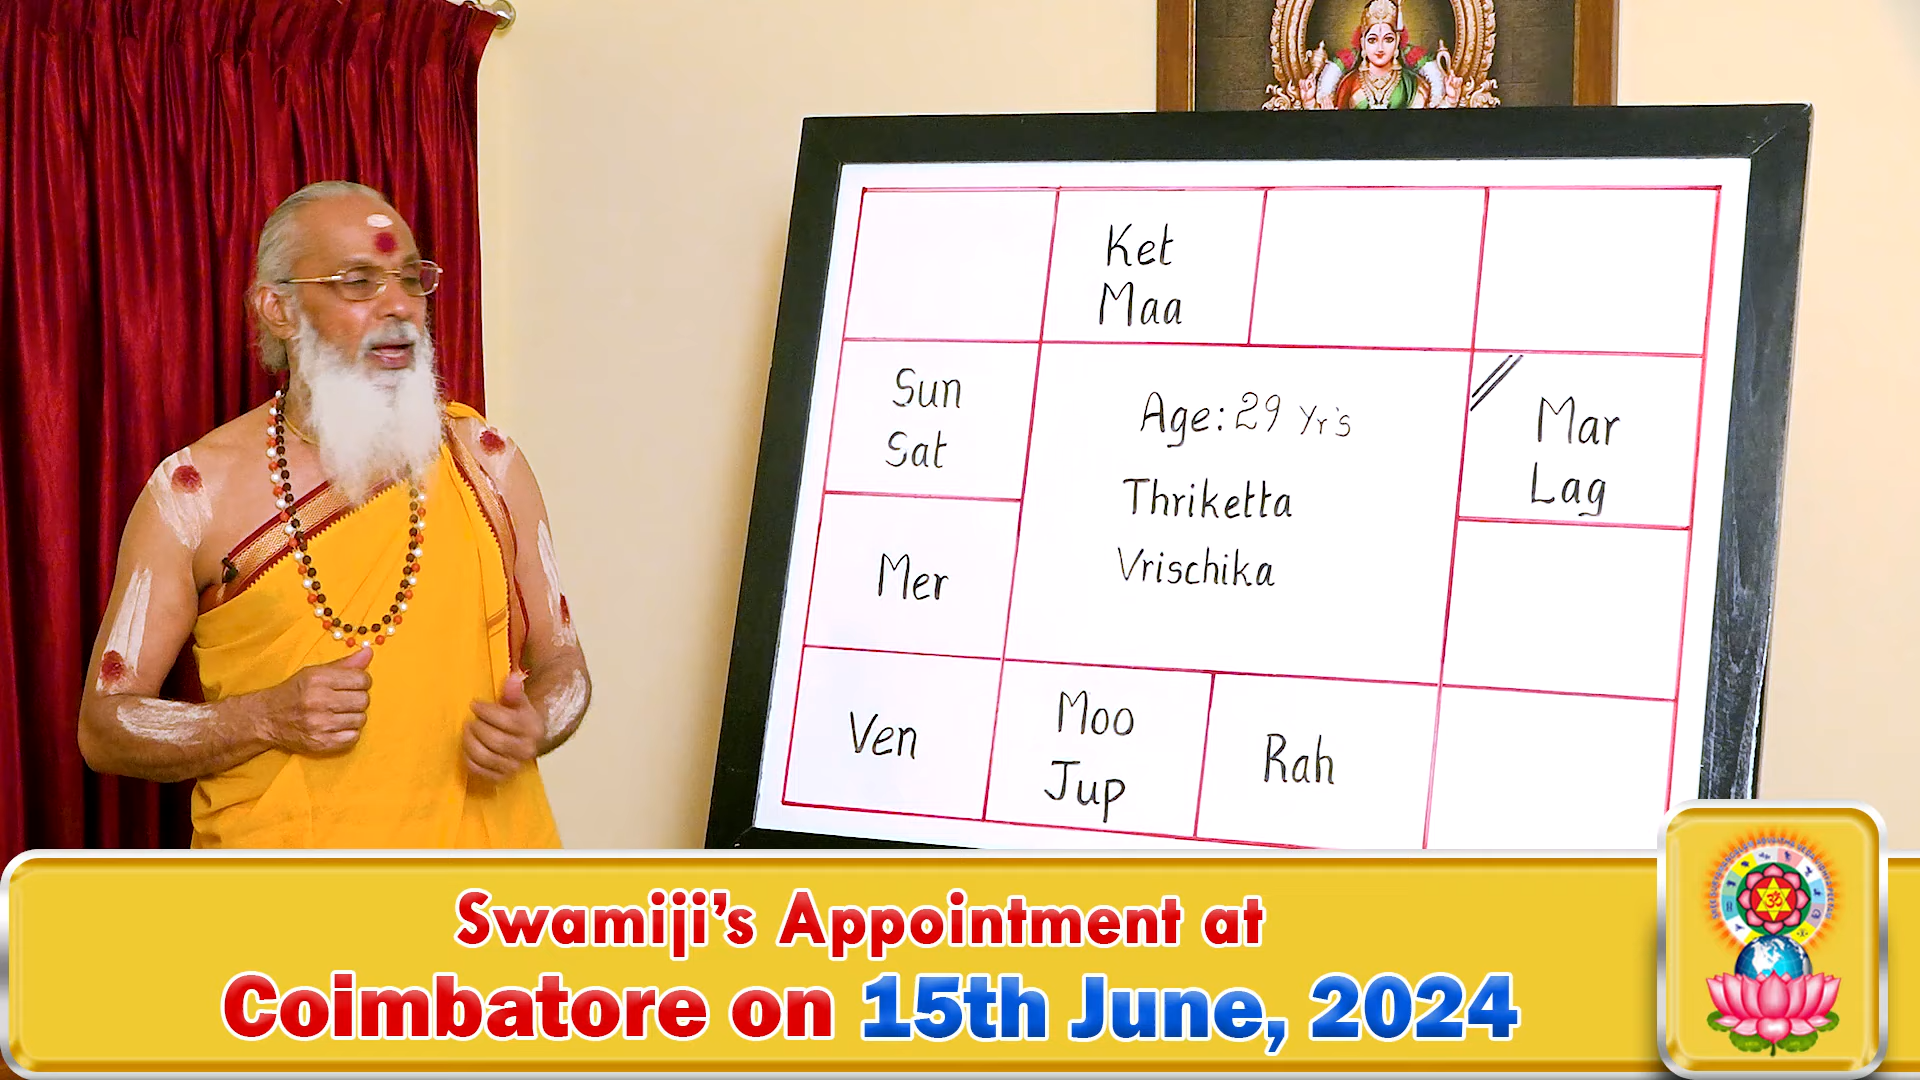 Ket
Maa
Sun
Sat
Age: 29 Yr's
Mar
Lag
Thriketta
Vrischika
Mer
Ven
Moo
Jup
Rah
Swamiji's Appointment at
Coimbatore on 15th June, 2024